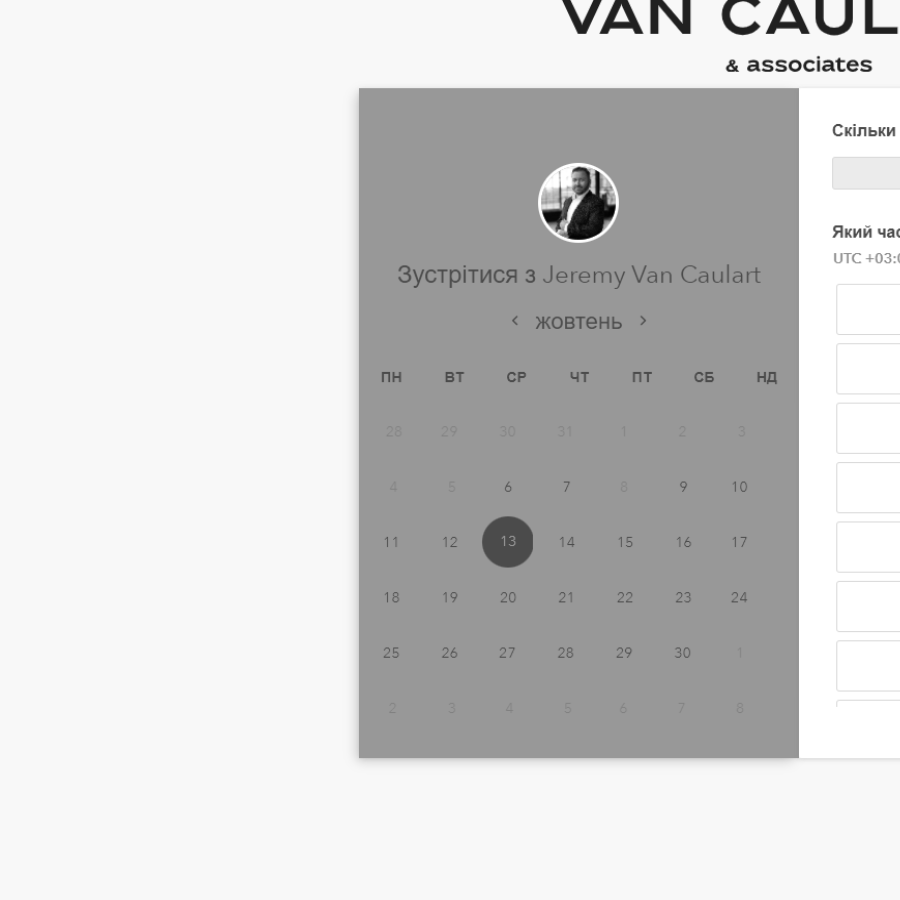 VAN CAUL
& associates
Зустрітися з Jeremy Van Caulart
жовтень
ПН ВТ СР ЧТ ПТ СБ НД
28 29 30 31 1 2 3
4 5 6 7 8 9 10
11 12 13 14 15 16 17
18 19 20 21 22 23 24
25 26 27 28 29 30 1
2 3 4 5 6 7 8
Скільки
Який час
UTC +03:0